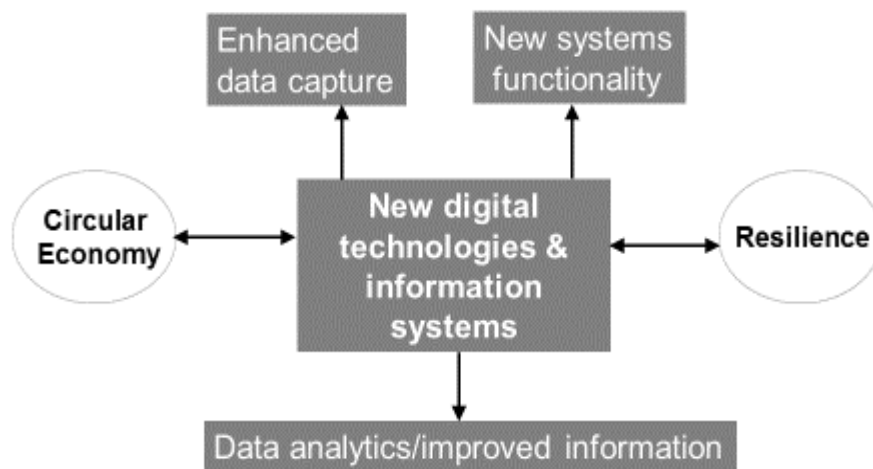 Enhanced
data capture
New systems
functionality
Circular
Economy
New digital
technologies &
information
systems
Resilience
Data analytics/improved information